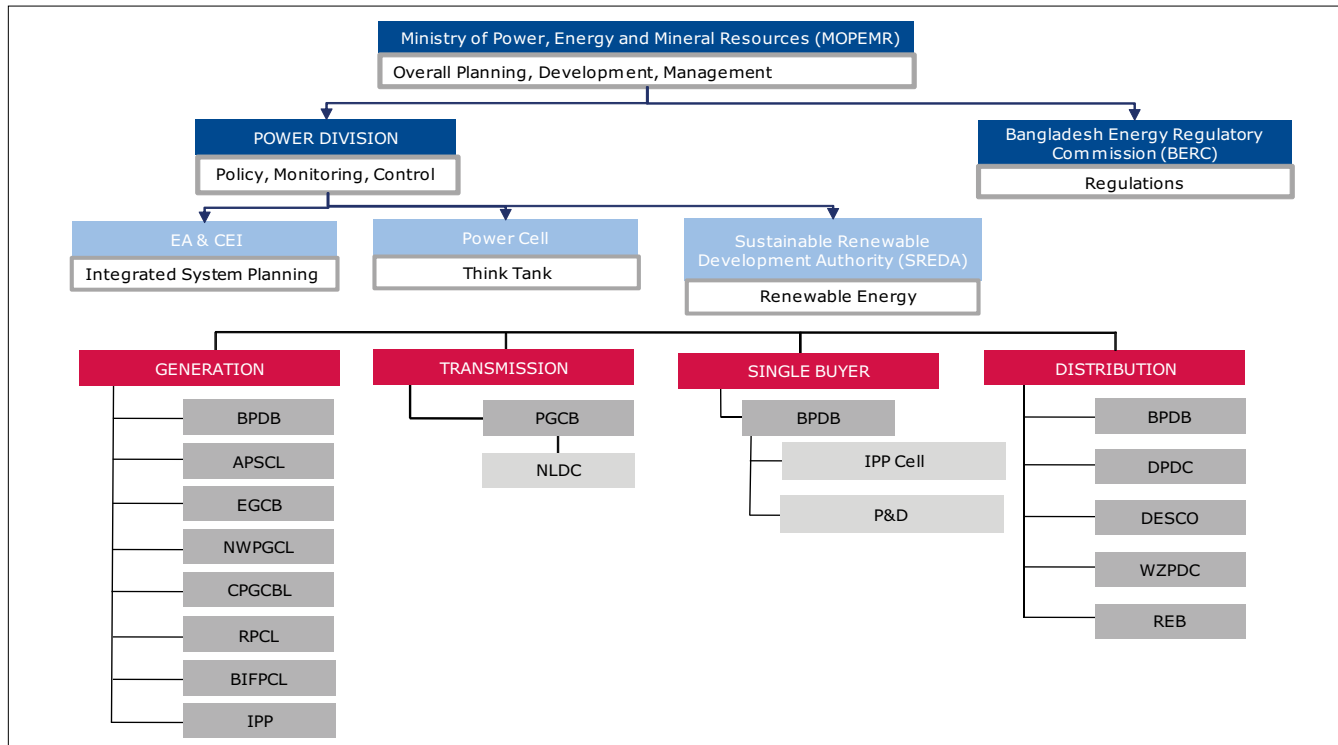 Ministry of Power, Energy and Mineral Resources (MOPEMR)
Overall Planning, Development, Management
POWER DIVISION
Policy, Monitoring, Control
Bangladesh Energy Regulatory
Commission (BERC)
Regulations
EA & CEI
Integrated System Planning
Power Cell
Think Tank
Sustainable Renewable
Development Authority (SREDA)
Renewable Energy
GENERATION
BPDB
APSCL
EGCB
NWPGCL
CPGCBL
RPCL
BIFPCL
IPP
TRANSMISSION
PGCB
NLDC
SINGLE BUYER
BPDB
IPP Cell
P&D
DISTRIBUTION
BPDB
DPDC
DESCO
WZPDC
REB